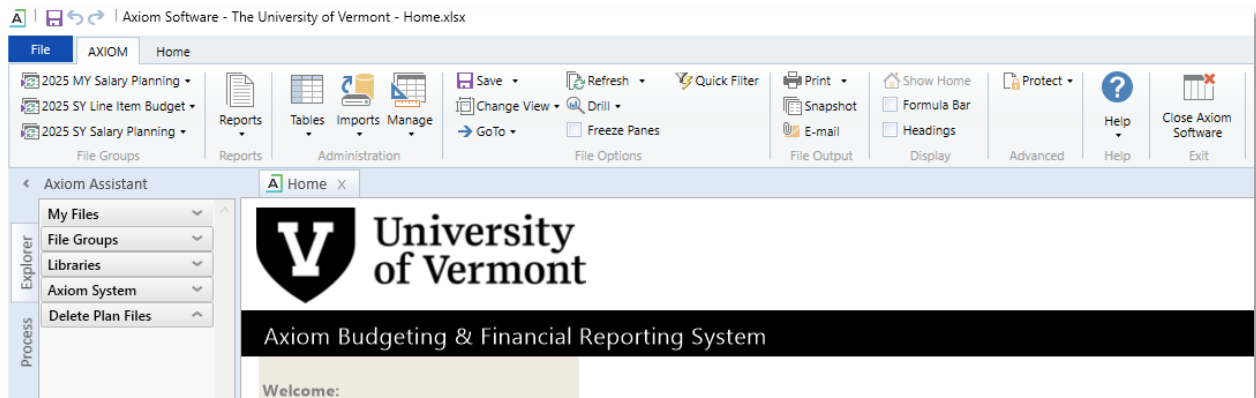 A Axiom Software - The University of Vermont - Home.xlsx
File AXIOM Home
2025 MY Salary Planning
2025 SY Line Item Budget
2025 SY Salary Planning
File Groups
Reports
Reports
Tables Imports Manage
Administration
Save Refresh Quick Filter
Change View Drill
GoTo Freeze Panes
File Options
Print
Snapshot
E-mail
File Output
Show Home
Formula Bar
Headings
Display
Protect
Advanced
Help
Help
Close Axiom
Software
Exit
Axiom Assistant
A Home X
Explorer
Process
My Files
File Groups
Libraries
Axiom System
Delete Plan Files
V
University
of Vermont
Axiom Budgeting & Financial Reporting System
Welcome: